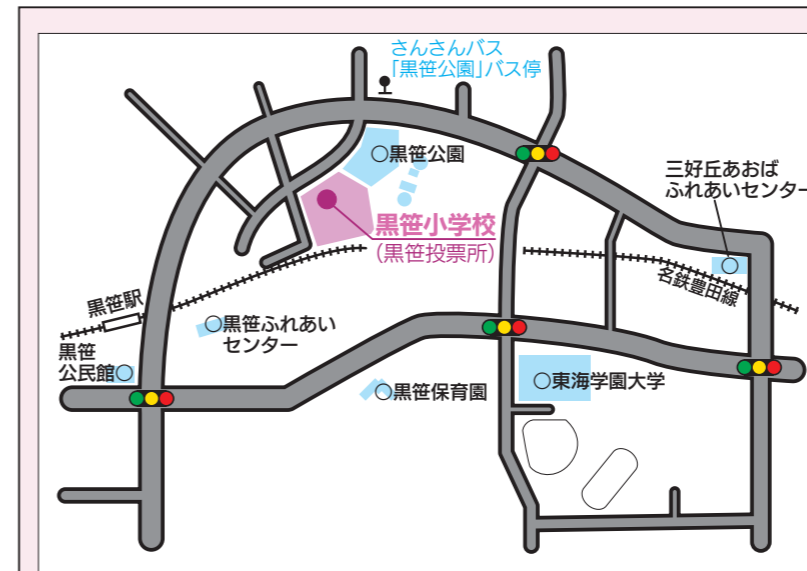 さんさんバス
「黒笹公園」バス停
○黒笹公園
三好丘あおば
ふれあいセンター
黒笹小学校
(黒笹投票所)
名鉄豊田線
黒笹駅
○黒笹ふれあい
センター
黒笹
公民館○
○黒笹保育園
○東海学園大学